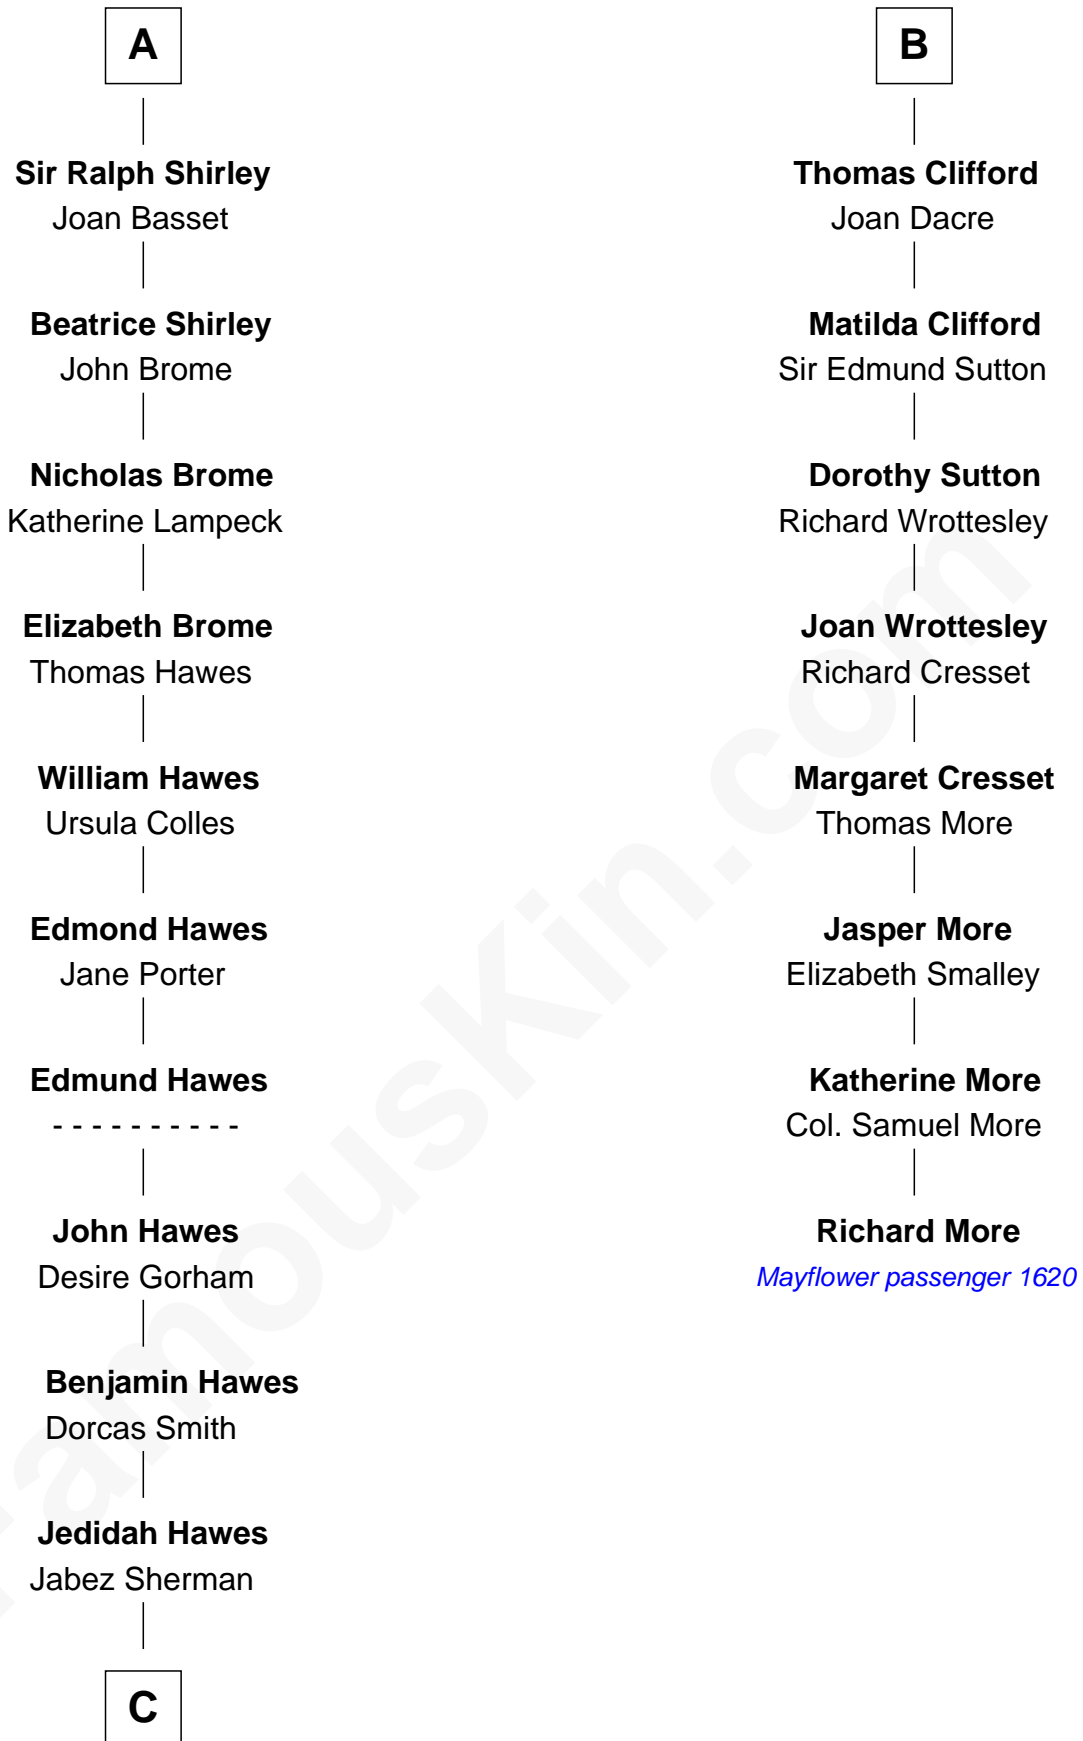 A
Sir Ralph Shirley
Joan Basset
Beatrice Shirley
John Brome
Nicholas Brome
Katherine Lampeck
Elizabeth Brome
Thomas Hawes
William Hawes
Ursula Colles
Edmond Hawes
Jane Porter
Edmund Hawes
- - - - - - - - - -
John Hawes
Desire Gorham
Benjamin Hawes
Dorcas Smith
Jedidah Hawes
Jabez Sherman
C
B
Thomas Clifford
Joan Dacre
Matilda Clifford
Sir Edmund Sutton
Dorothy Sutton
Richard Wrottesley
Joan Wrottesley
Richard Cresset
Margaret Cresset
Thomas More
Jasper More
Elizabeth Smalley
Katherine More
Col. Samuel More
Richard More
Mayflower passenger 1620
FamousKin.com